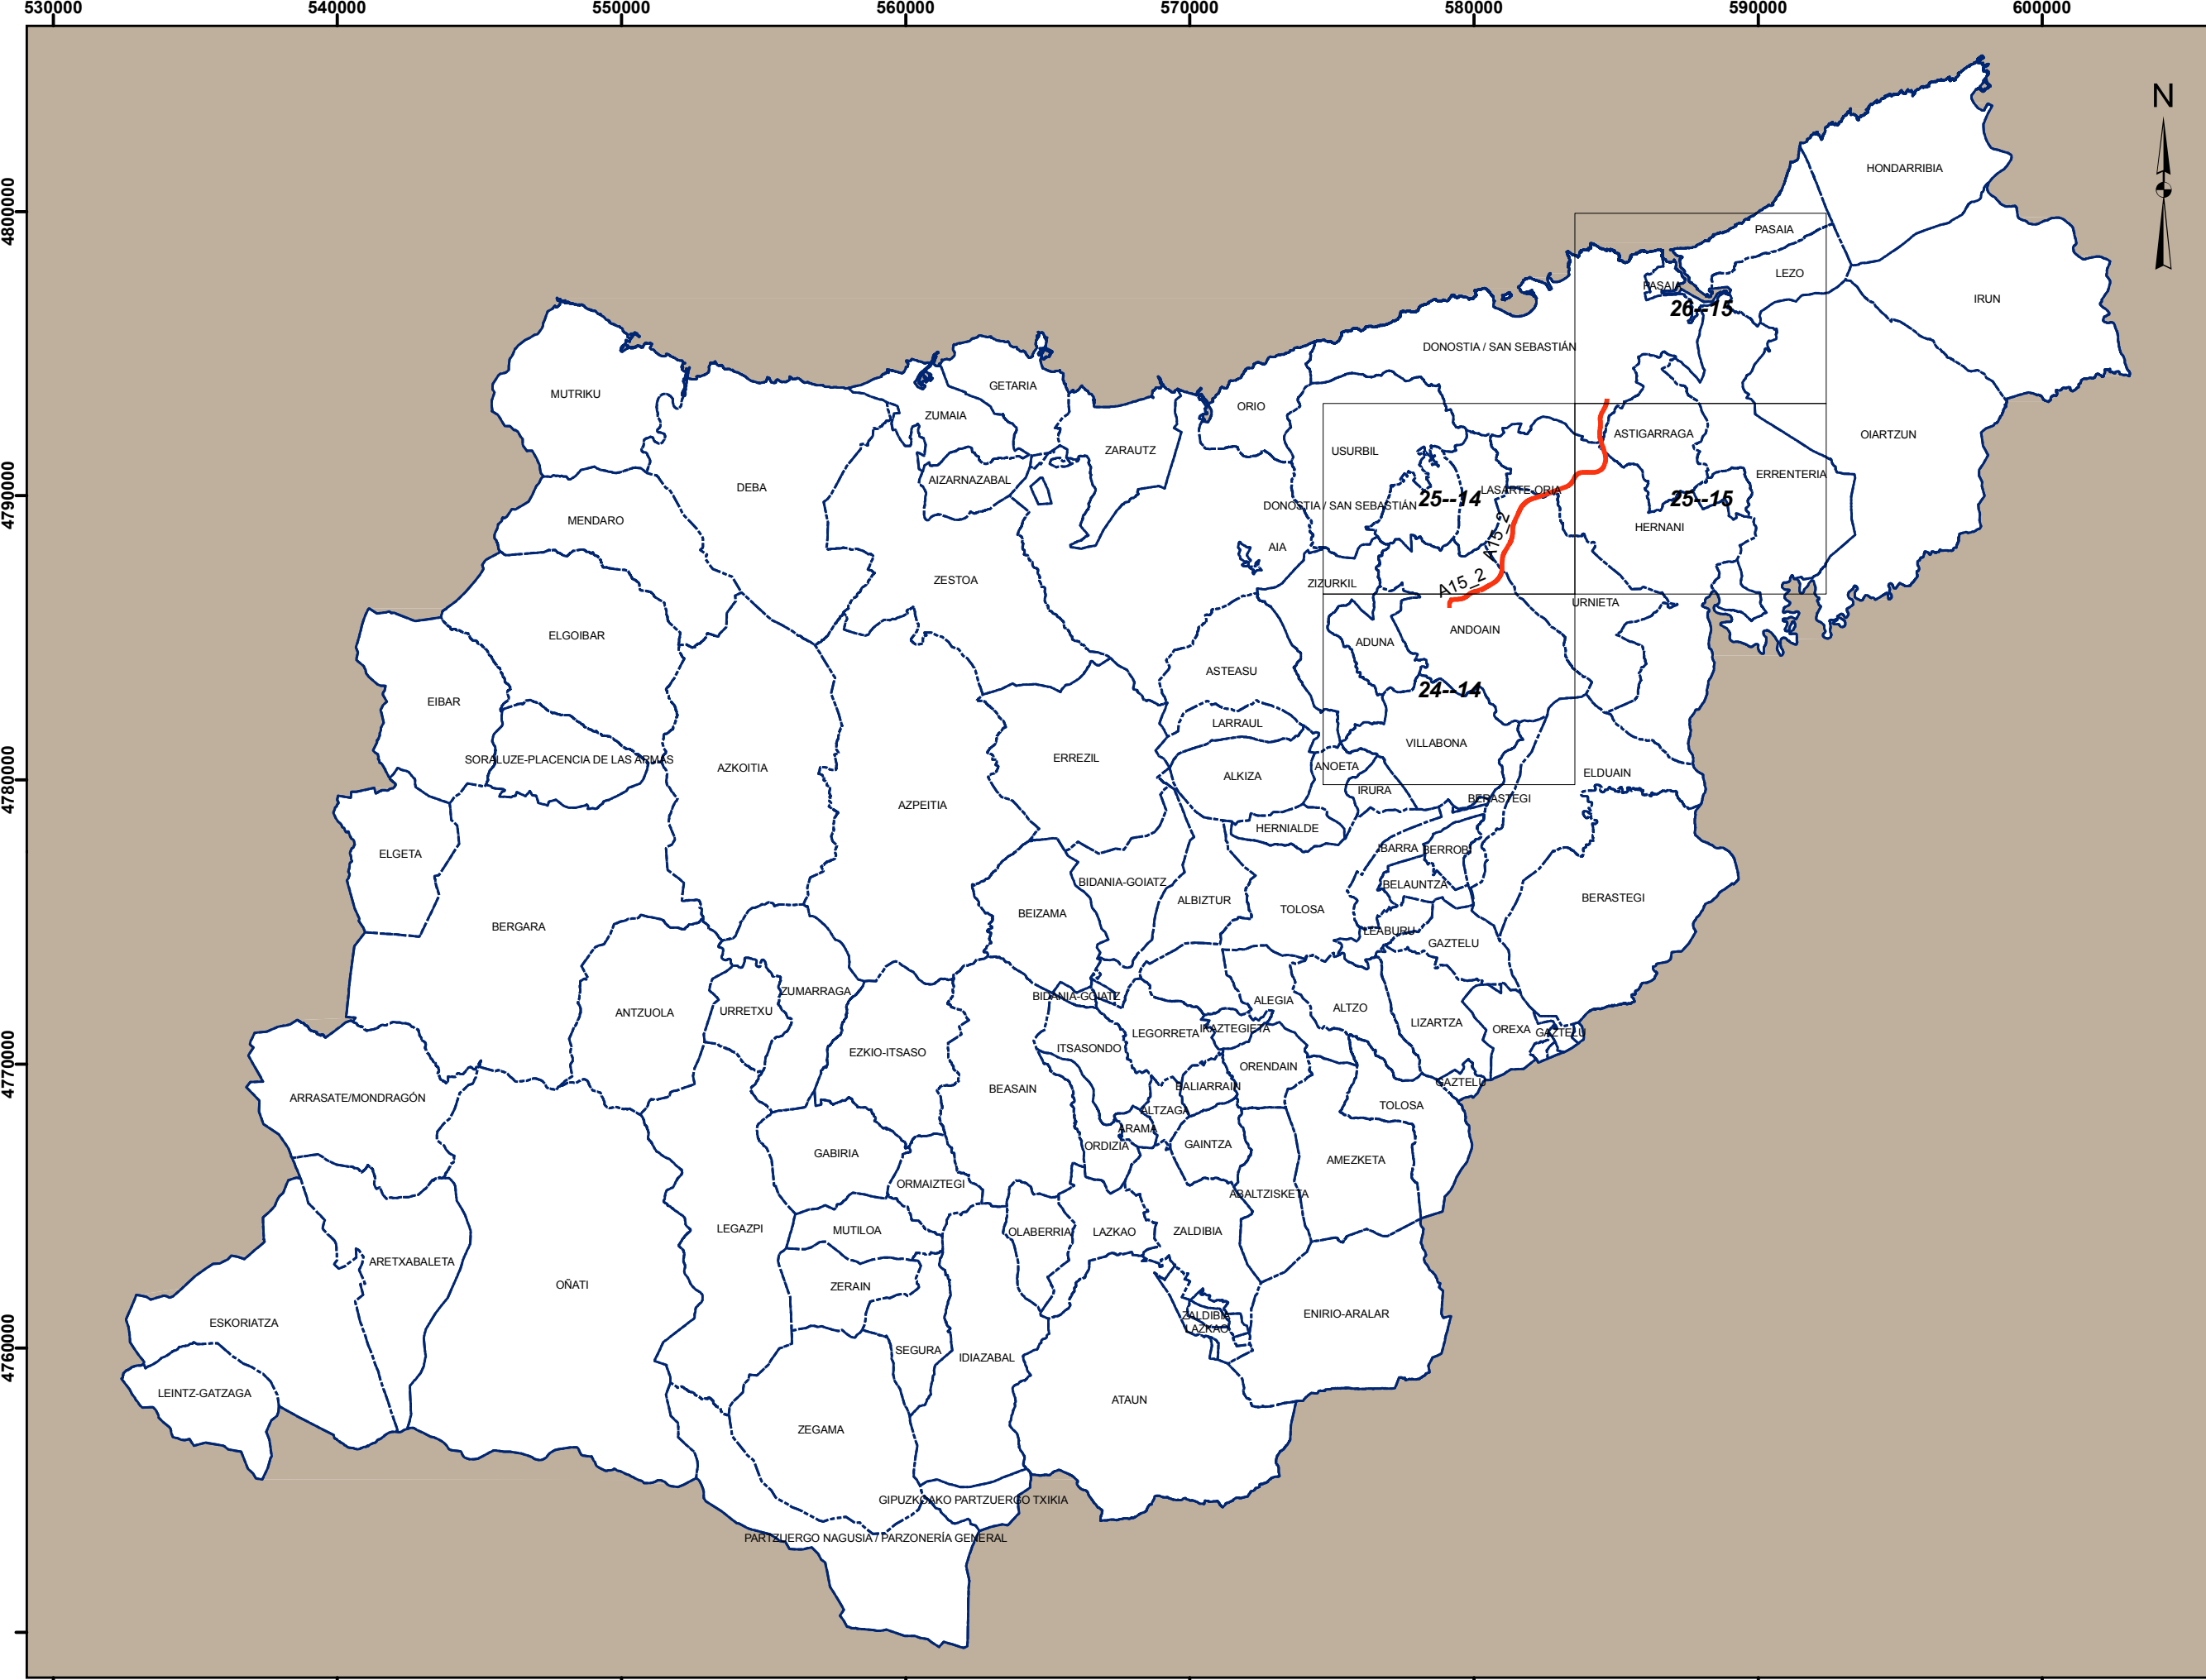 530000
540000
550000
560000
570000
580000
590000
600000
N
HONDARRIBIA
4800000
PASAIA
LEZO
PASAIA
IRUN
26--15
DONOSTIA / SAN SEBASTIÁN
GETARIA
MUTRIKU
ORIO
ZUMAIA
ASTIGARRAGA
OIARTZUN
ZARAUTZ
USURBIL
ERRENTERIA
AIZARNAZABAL
DEBA
LASARTE-ORIA
4790000
25--14
25--15
DONOSTIA / SAN SEBASTIÁN
MENDARO
HERNANI
A15_2
AIA
ZESTOA
ZIZURKIL
A15_2
URNIETA
ELGOIBAR
ANDOAIN
ADUNA
ASTEASU
24--14
EIBAR
LARRAUL
VILLABONA
SORALUZE-PLACENCIA DE LAS ARMAS
ERREZIL
4780000
AZKOITIA
ANOETA
ELDUAIN
ALKIZA
IRURA
BERASTEGI
AZPEITIA
HERNIALDE
IBARRA
BERROBI
ELGETA
BIDANIA-GOIATZ
BELAUNTZA
BERASTEGI
ALBIZTUR
TOLOSA
BEIZAMA
BERGARA
LEABURU
GAZTELU
ZUMARRAGA
BIDANIA-GOIATZ
ALEGIA
ALTZO
URRETXU
ANTZUOLA
LIZARTZA
IKAZTEGIETA
OREXA
GAZTELU
LEGORRETA
ITSASONDO
EZKIO-ITSASO
4770000
ORENDAIN
GAZTELU
BALIARRAIN
BEASAIN
ARRASATE/MONDRAGÓN
TOLOSA
ALTZAGA
ARAMA
GAINTZA
ORDIZIA
GABIRIA
AMEZKETA
ORMAIZTEGI
ABALTZISKETA
LEGAZPI
MUTILOA
OLABERRIA
LAZKAO
ZALDIBIA
ARETXABALETA
OÑATI
ZERAIN
ENIRIO-ARALAR
ZALDIBIA
ESKORIATZA
LAZKAO
4760000
SEGURA
IDIAZABAL
LEINTZ-GATZAGA
ATAUN
ZEGAMA
GIPUZKOAKO PARTZUERGO TXIKIA
PARTZUERGO NAGUSIA / PARZONERÍA GENERAL